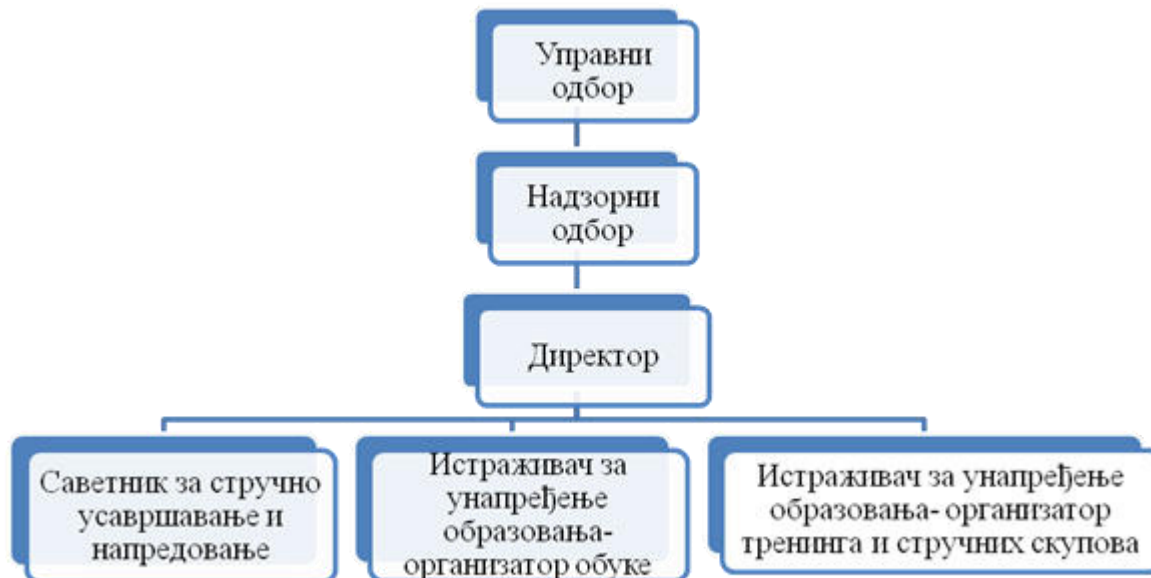 Управни
одбор
Надзорни
одбор
Директор
Саветник за стручно
усавршавање и
напредовање
Истраживач за
унапређење
образовања-
организатор обуке
Истраживач за унапређење
образовања- организатор
тренинга и стручних скупова